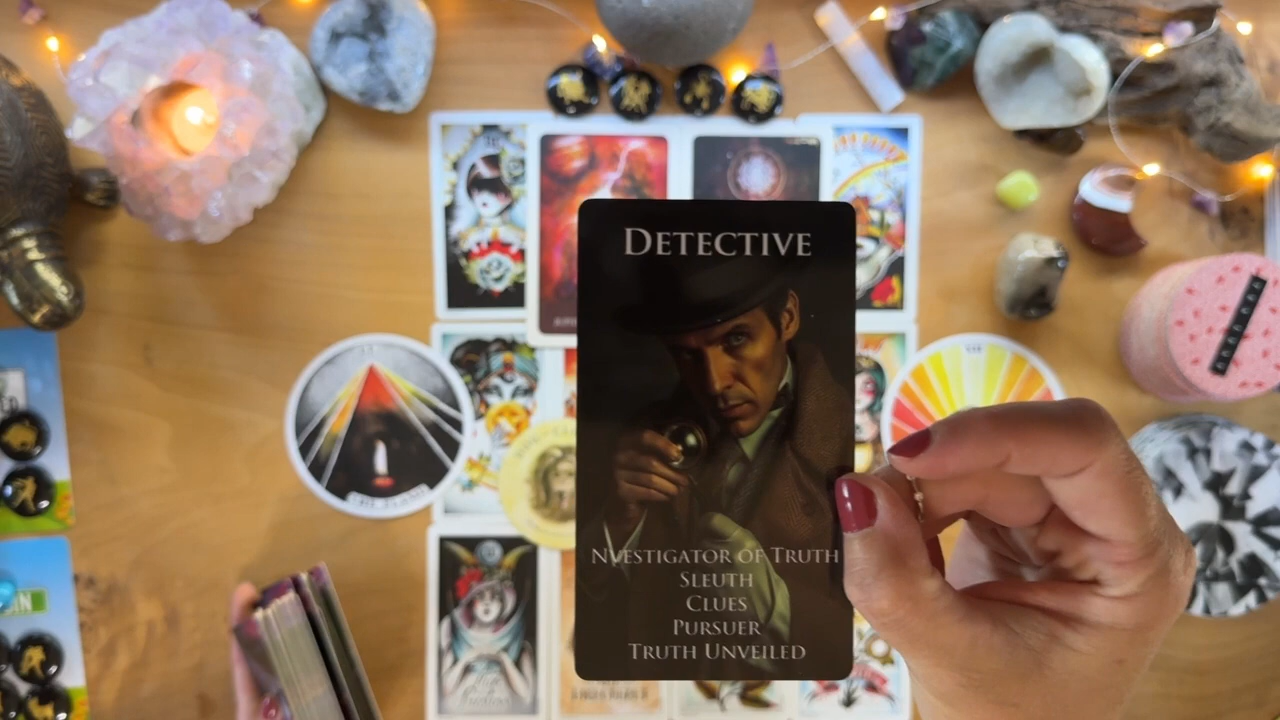 DETECTIVE
NVESTIGATOR OF TRUTH
SLEUTH
CLUES
PURSUER
TRUTH UNVEILED